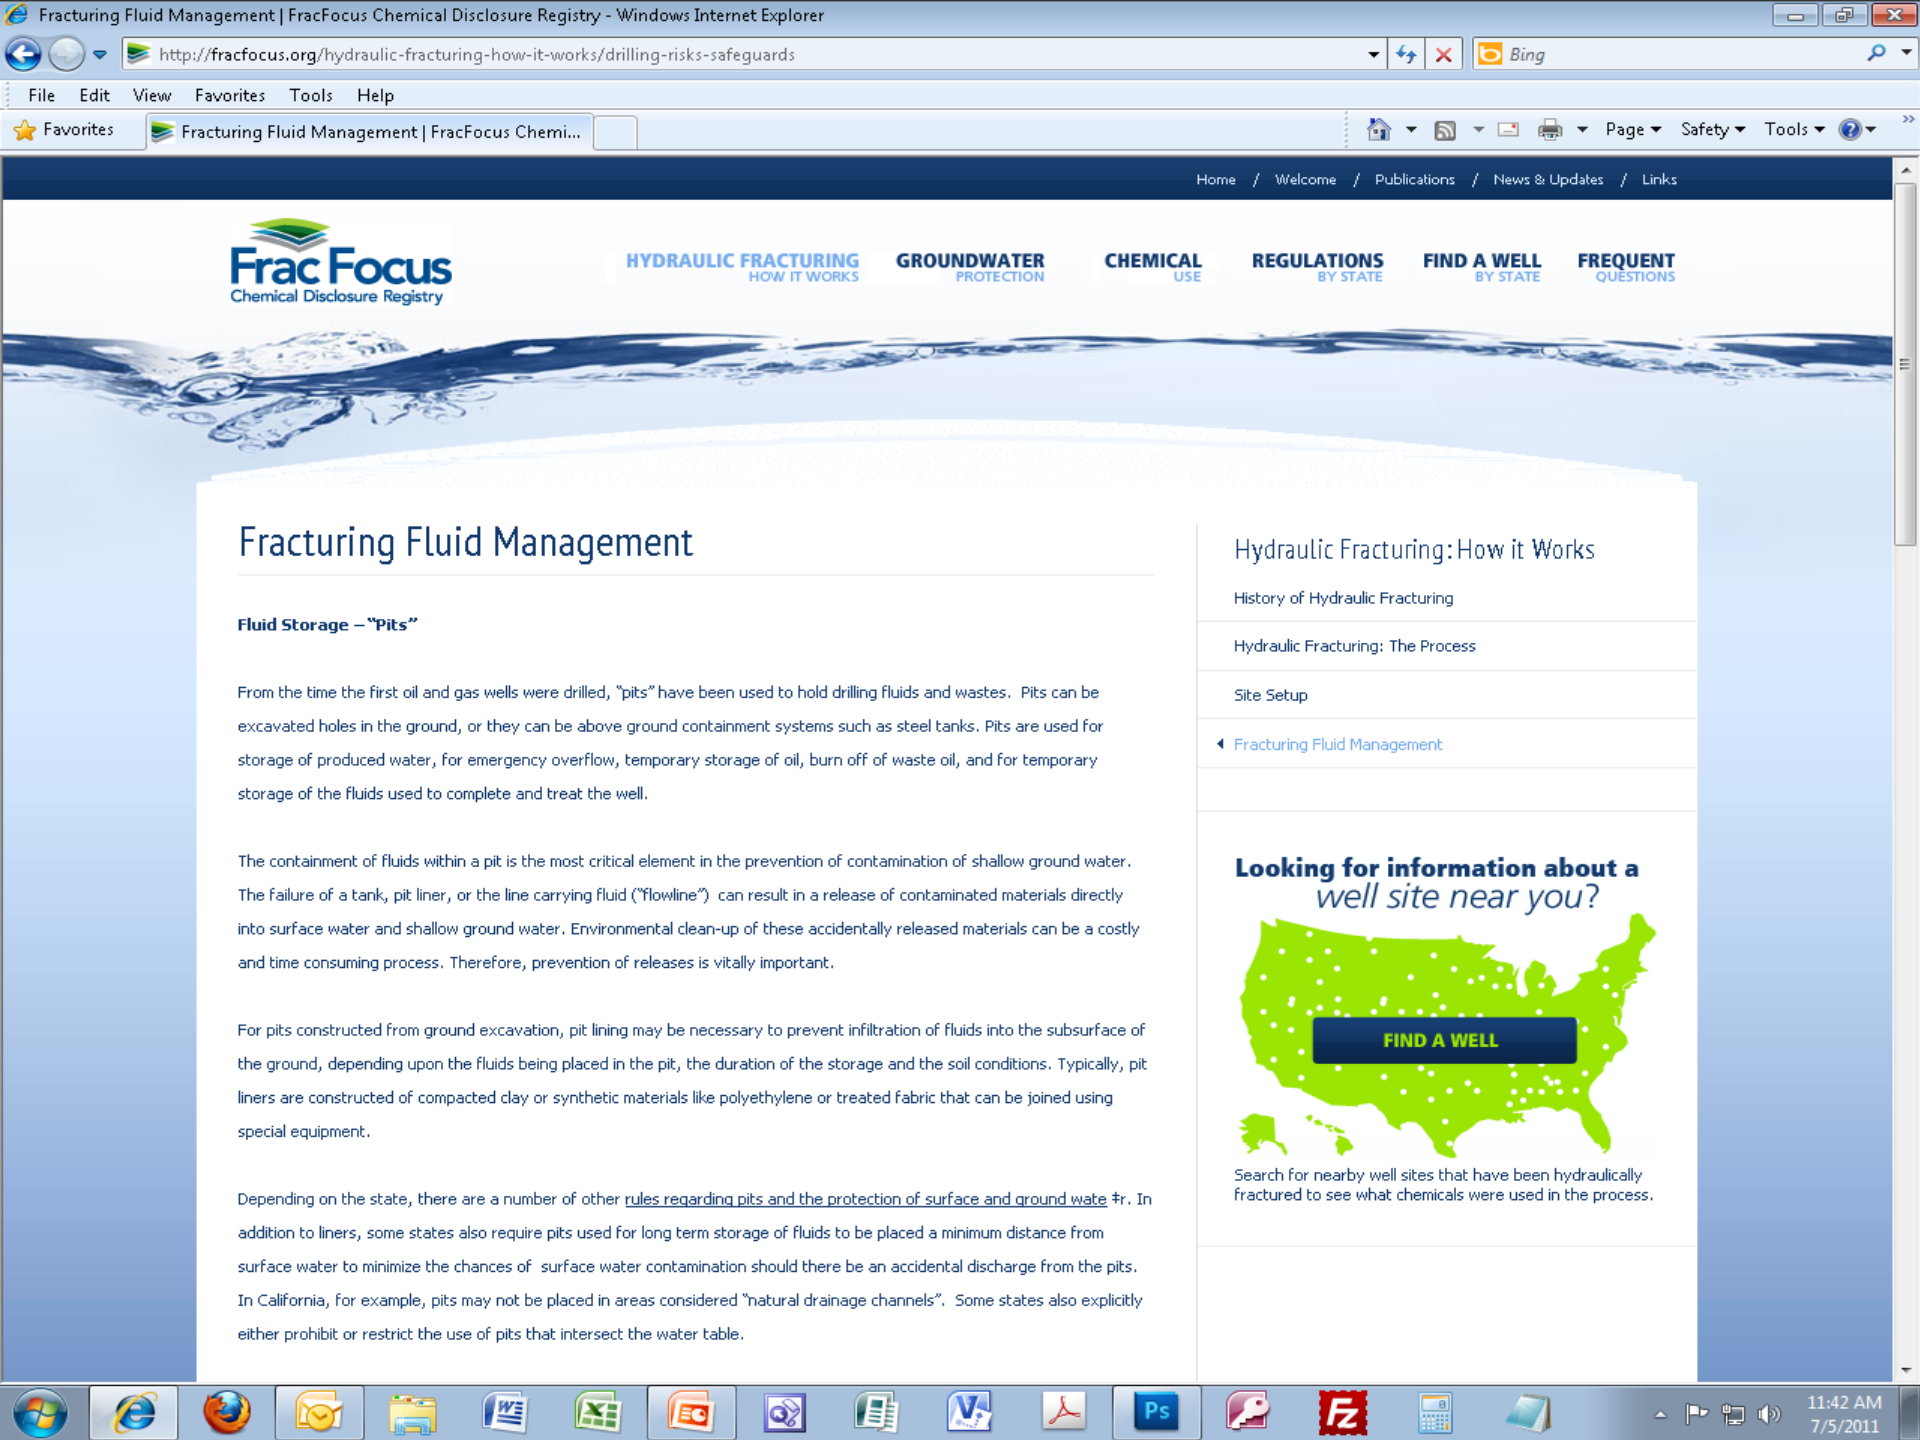 Fracturing Fluid Management | FracFocus Chemical Disclosure Registry - Windows Internet Explorer
http://fracfocus.org/hydraulic-fracturing-how-it-works/drilling-risks-safeguards
Bing
File Edit View Favorites Tools Help
Favorites
Fracturing Fluid Management | FracFocus Chemi...
Page Safety Tools
Home / Welcome / Publications / News & Updates / Links
Frac Focus
Chemical Disclosure Registry
HYDRAULIC FRACTURING
HOW IT WORKS
GROUNDWATER
PROTECTION
CHEMICAL
USE
REGULATIONS
BY STATE
FIND A WELL
BY STATE
FREQUENT
QUESTIONS
Fracturing Fluid Management
Fluid Storage – “Pits”
From the time the first oil and gas wells were drilled, “pits” have been used to hold drilling fluids and wastes.  Pits can be
excavated holes in the ground, or they can be above ground containment systems such as steel tanks. Pits are used for
storage of produced water, for emergency overflow, temporary storage of oil, burn off of waste oil, and for temporary
storage of the fluids used to complete and treat the well.
The containment of fluids within a pit is the most critical element in the prevention of contamination of shallow ground water.
The failure of a tank, pit liner, or the line carrying fluid (“flowline”)  can result in a release of contaminated materials directly
into surface water and shallow ground water. Environmental clean-up of these accidentally released materials can be a costly
and time consuming process. Therefore, prevention of releases is vitally important.
For pits constructed from ground excavation, pit lining may be necessary to prevent infiltration of fluids into the subsurface of
the ground, depending upon the fluids being placed in the pit, the duration of the storage and the soil conditions. Typically, pit
liners are constructed of compacted clay or synthetic materials like polyethylene or treated fabric that can be joined using
special equipment.
Depending on the state, there are a number of other rules regarding pits and the protection of surface and ground wate ‡r. In
addition to liners, some states also require pits used for long term storage of fluids to be placed a minimum distance from
surface water to minimize the chances of  surface water contamination should there be an accidental discharge from the pits.
In California, for example, pits may not be placed in areas considered “natural drainage channels”.  Some states also explicitly
either prohibit or restrict the use of pits that intersect the water table.
Hydraulic Fracturing: How it Works
History of Hydraulic Fracturing
Hydraulic Fracturing: The Process
Site Setup
Fracturing Fluid Management
Looking for information about a
well site near you?
FIND A WELL
Search for nearby well sites that have been hydraulically
fractured to see what chemicals were used in the process.
Ps
Fz
11:42 AM
7/5/2011